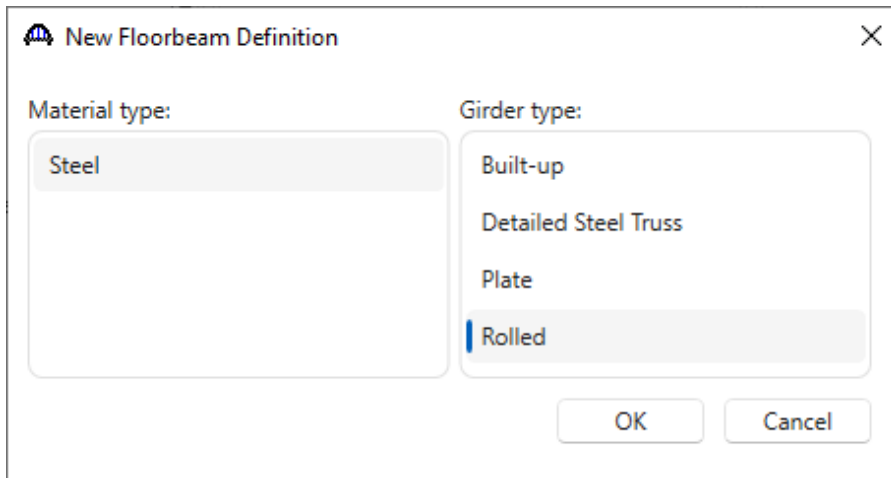 New Floorbeam Definition
Material type:
Steel
Girder type:
Built-up
Detailed Steel Truss
Plate
Rolled
OK
Cancel